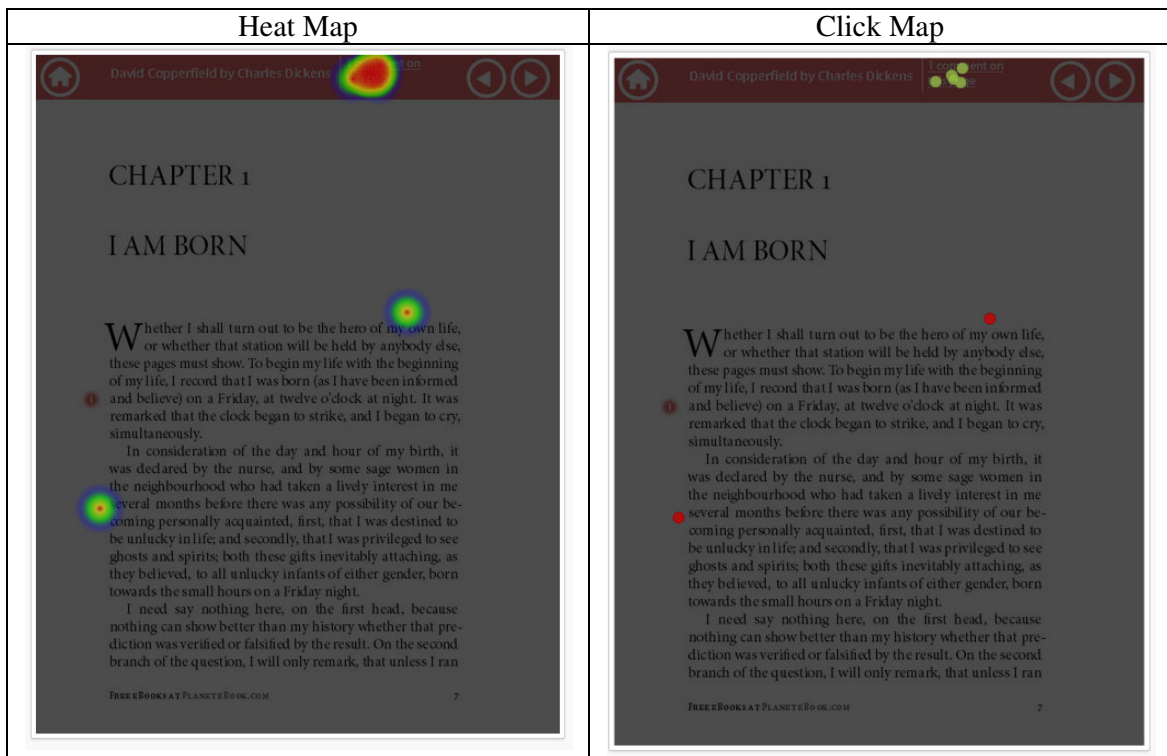 Heat Map
Click Map
David Copperfield by Charles Dickens
ent on
CHAPTER 1
I AM BORN
Whether I shall turn out to be the hero of my own life,
or whether that station will be held by anybody else,
these pages must show. To begin my life with the beginning
of my life, I record that I was born (as I have been informed
1
and believe) on a Friday, at twelve o'clock at night. It was
remarked that the clock began to strike, and I began to cry,
simultaneously.
In consideration of the day and hour of my birth, it
was declared by the nurse, and by some sage women in
the neighbourhood who had taken a lively interest in me
several months before there was any possibility of our be-
coming personally acquainted, first, that I was destined to
be unlucky in life; and secondly, that I was privileged to see
ghosts and spirits; both these gifts inevitably attaching, as
they believed, to all unlucky infants of either gender, born
towards the small hours on a Friday night.
I need say nothing here, on the first head, because
nothing can show better than my history whether that pre-
diction was verified or falsified by the result. On the second
branch of the question, I will only remark, that unless I ran
FREE EBOOKS AT PLANETEBOOK.COM 7
David Copperfield by Charles Dickens
1 comment on
CHAPTER 1
I AM BORN
Whether I shall turn out to be the hero of my own life,
or whether that station will be held by anybody else,
these pages must show. To begin my life with the beginning
of my life, I record that I was born (as I have been informed
1
and believe) on a Friday, at twelve o'clock at night. It was
remarked that the clock began to strike, and I began to cry,
simultaneously.
In consideration of the day and hour of my birth, it
was declared by the nurse, and by some sage women in
the neighbourhood who had taken a lively interest in me
several months before there was any possibility of our be-
coming personally acquainted, first, that I was destined to
be unlucky in life; and secondly, that I was privileged to see
ghosts and spirits; both these gifts inevitably attaching, as
they believed, to all unlucky infants of either gender, born
towards the small hours on a Friday night.
I need say nothing here, on the first head, because
nothing can show better than my history whether that pre-
diction was verified or falsified by the result. On the second
branch of the question, I will only remark, that unless I ran
FREE EBOOKS AT PLANETEBOOK.COM 7